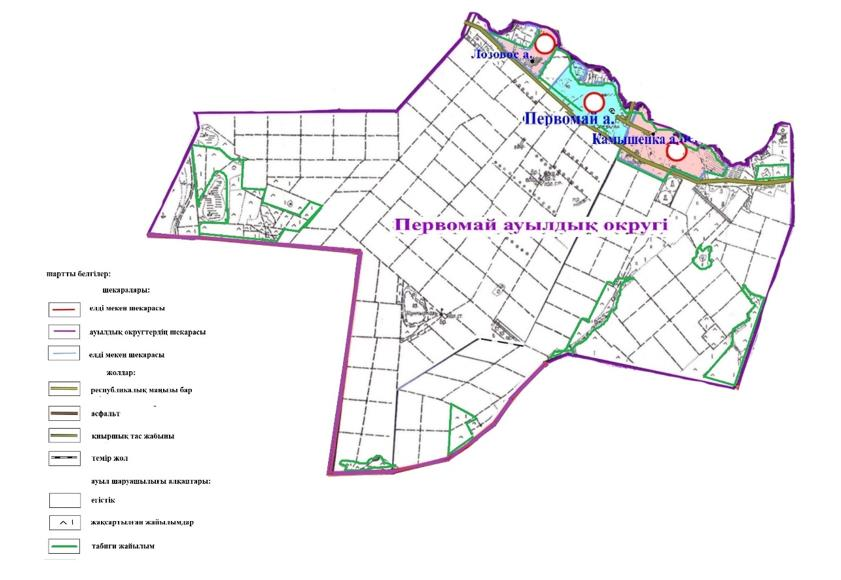 Лозовое а.
Первомай а.
Камышенка а.
Первомай ауылдық округі
шартты белгілер:
шекаралары:
елді мекен шекарасы
ауылдық округтердің шекарасы
елді мекен шекарасы
жолдар:
республикалық маңызы бар
асфальт
қиыршық тас жабыны
темір жол
ауыл шаруашылығы алқаптары:
егістік
жақсартылған жайылымдар
табиғи жайылым